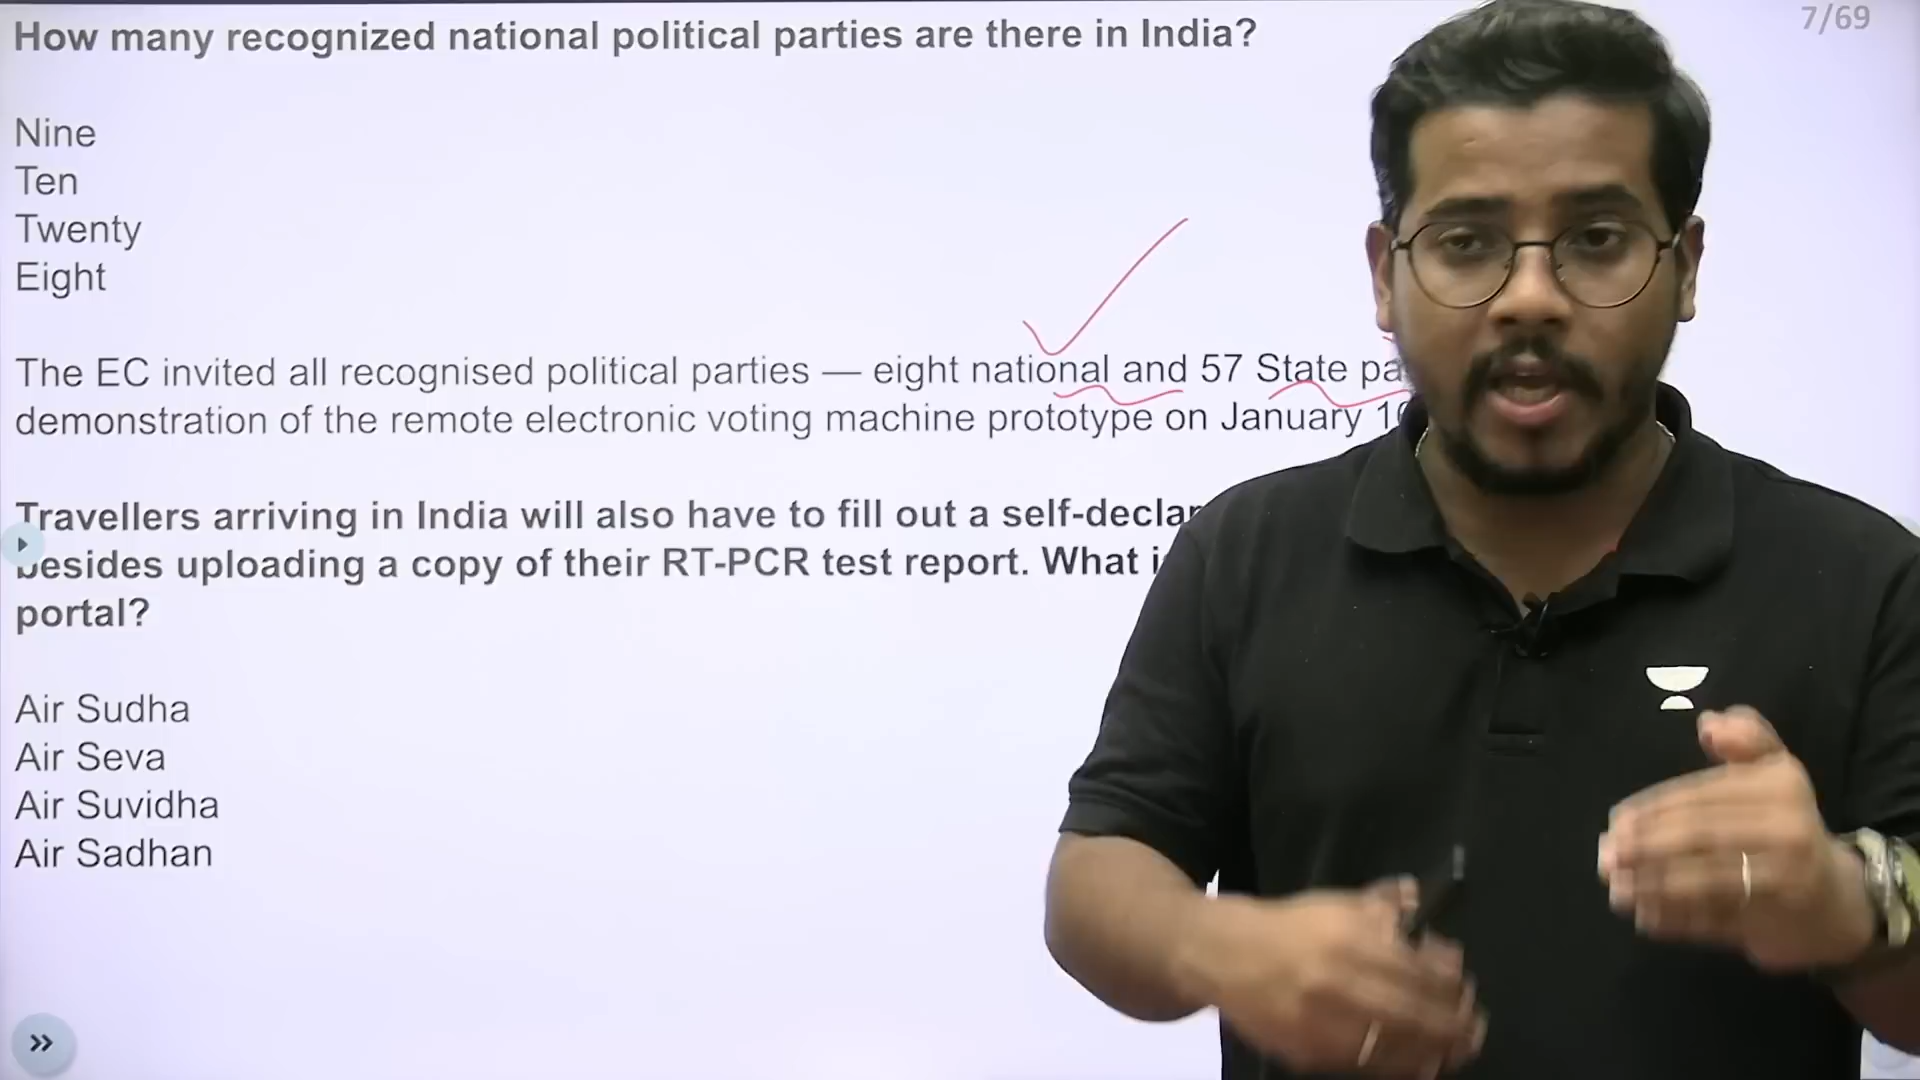 How many recognized national political parties are there in India?
7/69
Nine
Ten
Twenty
Eight
The EC invited all recognised political parties — eight national and 57 State
demonstration of the remote electronic voting machine prototype on January
Travellers arriving in India will also have to fill out a
besides uploading a copy of their RT-PCR test report. What
portal?
Air Sudha
Air Seva
Air Suvidha
Air Sadhan